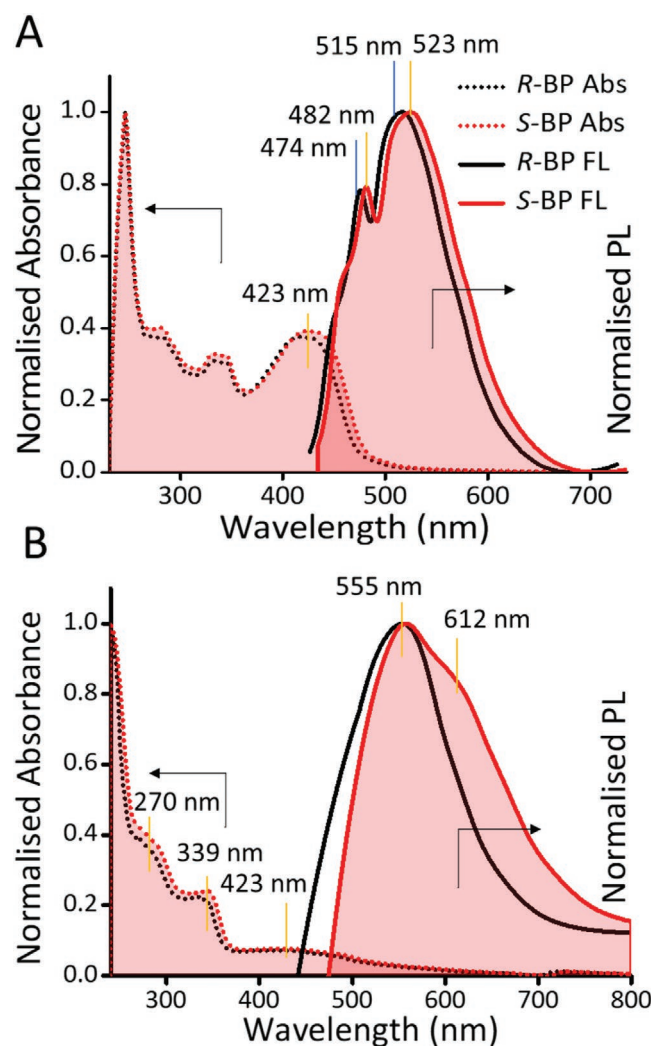 A
515 nm
523 nm
482 nm
474 nm
R-BP Abs
S-BP Abs
R-BP FL
S-BP FL
423 nm
Normalised Absorbance
1.0
0.8
0.6
0.4
0.2
0.0
Normalised PL
300
400
500
600
700
Wavelength (nm)
B
555 nm
612 nm
270 nm
339 nm
423 nm
Normalised Absorbance
1.0
0.8
0.6
0.4
0.2
0.0
Normalised PL
300
400
500
600
700
800
Wavelength (nm)